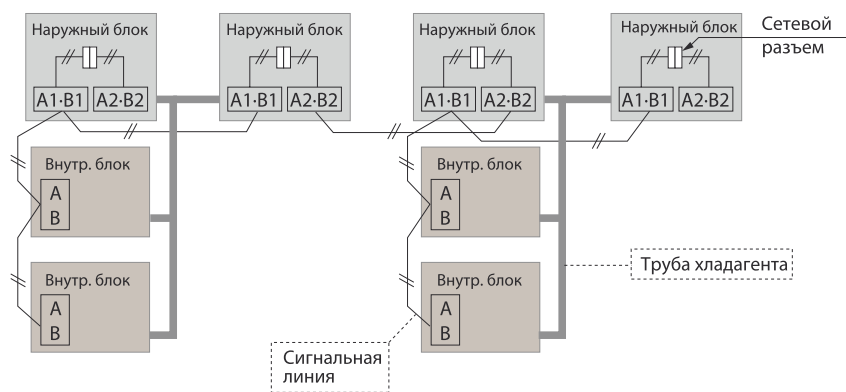 Наружный блок
A1·B1 A2·B2
Наружный блок
A1·B1 A2·B2
Наружный блок
A1·B1 A2·B2
Наружный блок
A1·B1 A2·B2
Сетевой
разъем
Внутр. блок
A
B
Внутр. блок
A
B
Внутр. блок
A
B
Внутр. блок
A
B
Труба хладагента
Сигнальная
линия